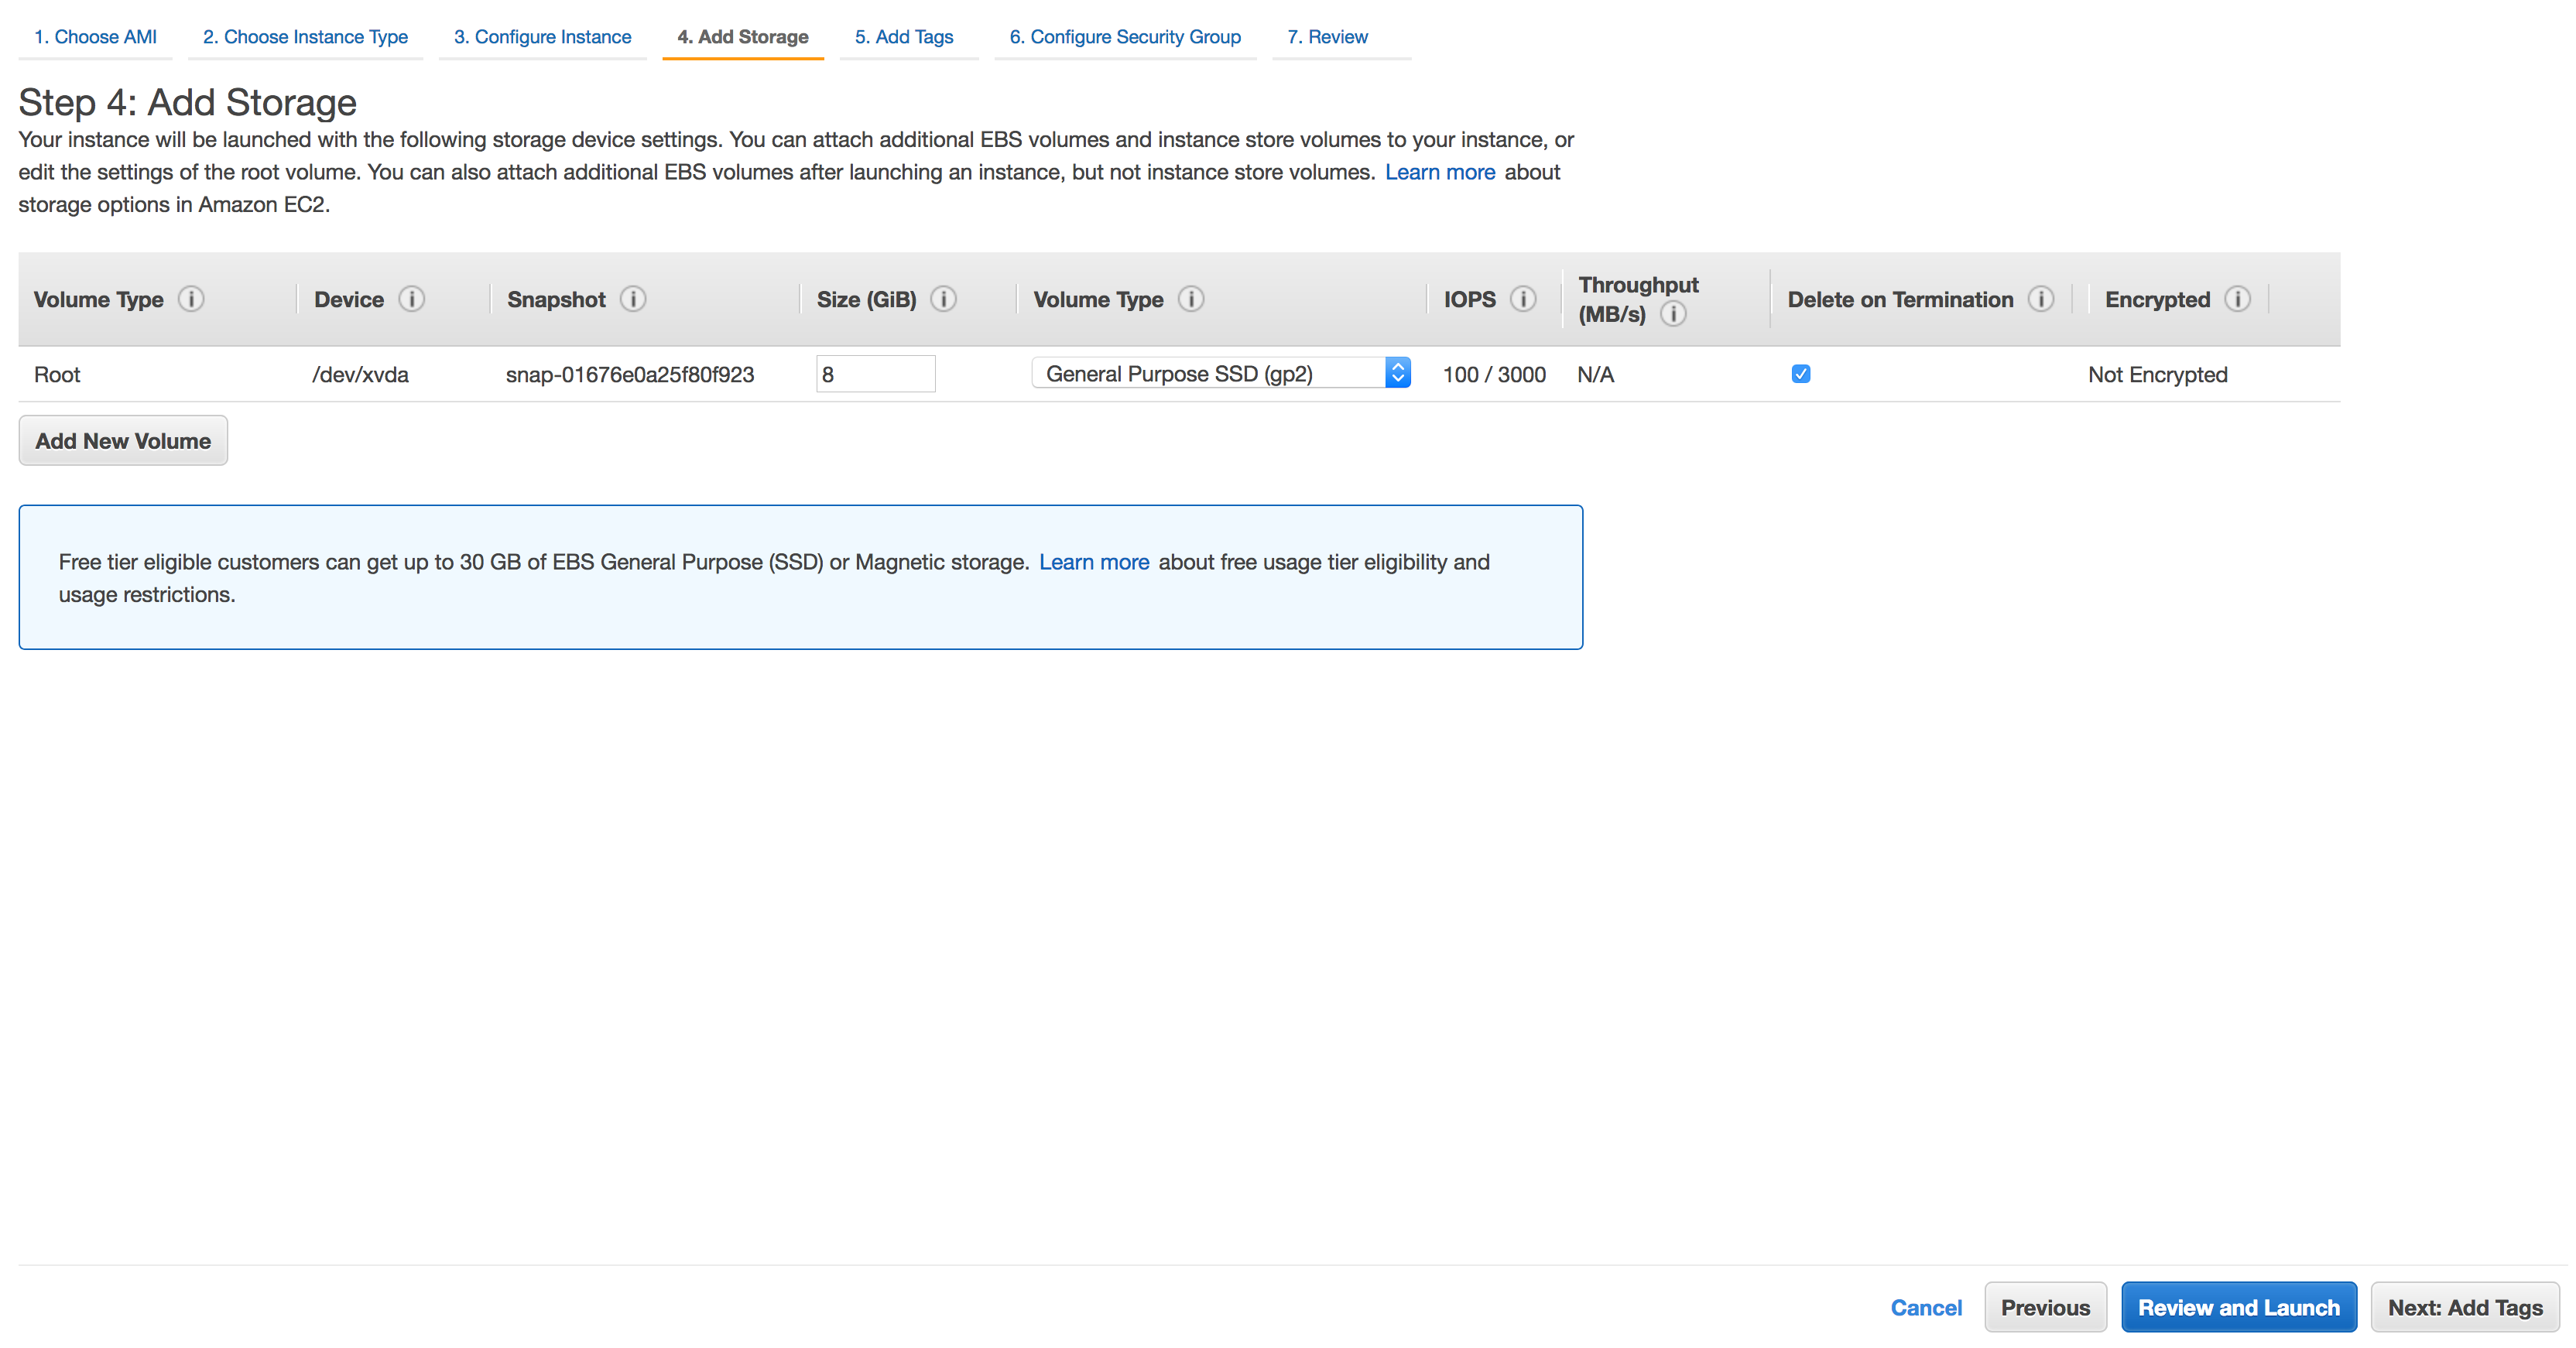 1. Choose AMI 2. Choose Instance Type 3. Configure Instance 4. Add Storage 5. Add Tags 6. Configure Security Group 7. Review
Step 4: Add Storage
Your instance will be launched with the following storage device settings. You can attach additional EBS volumes and instance store volumes to your instance, or
edit the settings of the root volume. You can also attach additional EBS volumes after launching an instance, but not instance store volumes. Learn more about
storage options in Amazon EC2.
Volume Type i Device i Snapshot i Size (GiB) i Volume Type i IOPS i Throughput (MB/s) i Delete on Termination i Encrypted i
Root /dev/xvda snap-01676e0a25f80f923 8 General Purpose SSD (gp2) 100 / 3000 N/A Not Encrypted
Add New Volume
Free tier eligible customers can get up to 30 GB of EBS General Purpose (SSD) or Magnetic storage. Learn more about free usage tier eligibility and
usage restrictions.
Cancel Previous Review and Launch Next: Add Tags